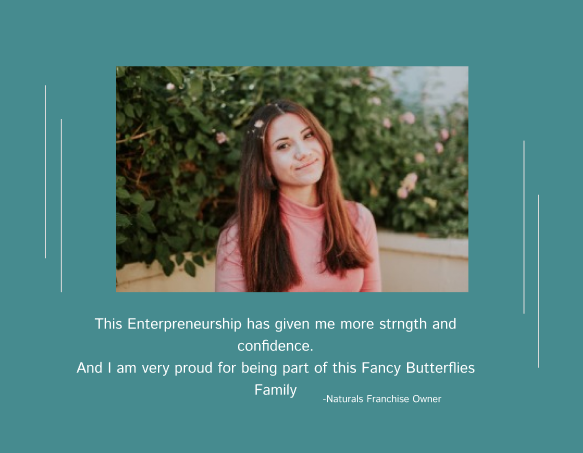 This Enterpreneurship has given me more strngth and
confidence.
And I am very proud for being part of this Fancy Butterflies
Family
-Naturals Franchise Owner